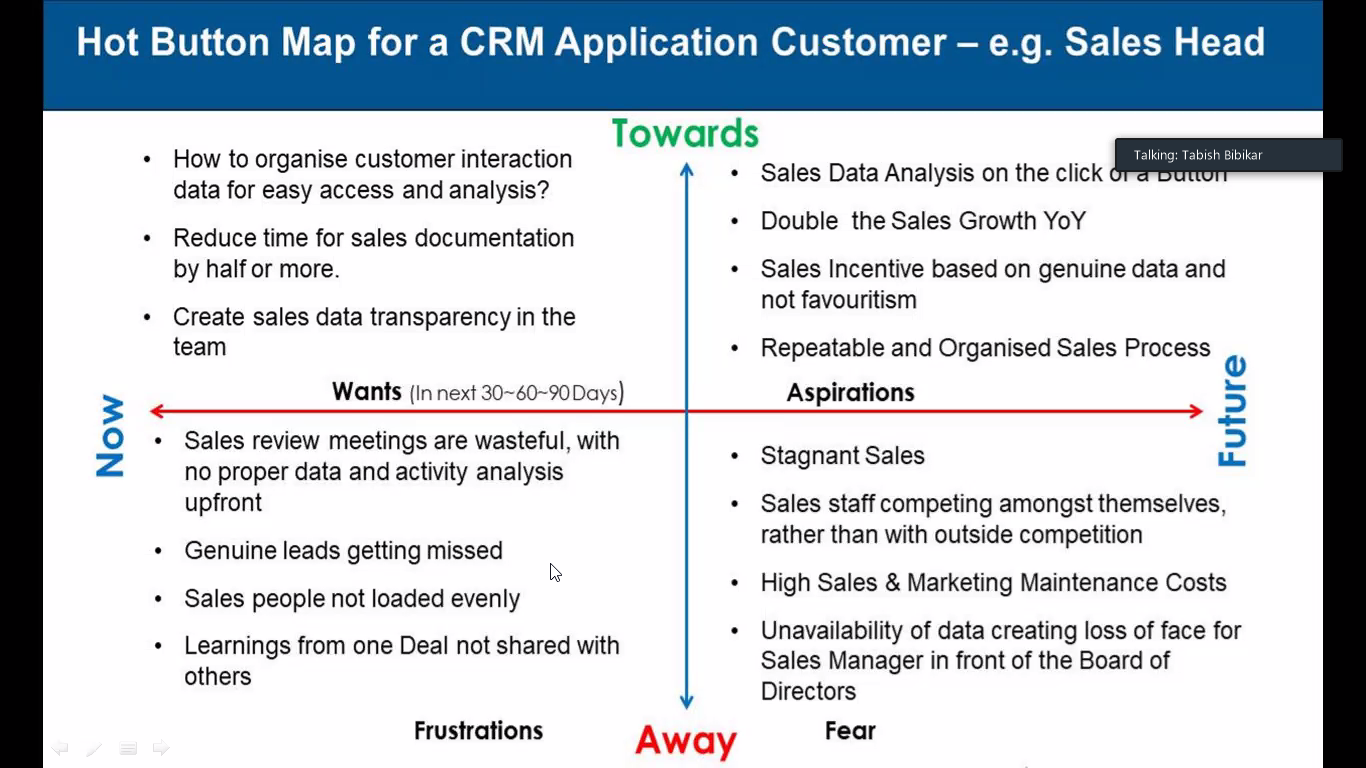 Hot Button Map for a CRM Application Customer – e.g. Sales Head
Towards
• How to organise customer interaction
data for easy access and analysis?
• Reduce time for sales documentation
by half or more.
• Create sales data transparency in the
team
Talking: Tabish Bibikar
• Sales Data Analysis on the click of a Button
• Double the Sales Growth YoY
• Sales Incentive based on genuine data and
not favouritism
• Repeatable and Organised Sales Process
Wants (In next 30~60~90 Days)
Aspirations
Now
Future
• Sales review meetings are wasteful, with
no proper data and activity analysis
upfront
• Genuine leads getting missed
• Sales people not loaded evenly
• Learnings from one Deal not shared with
others
• Stagnant Sales
• Sales staff competing amongst themselves,
rather than with outside competition
• High Sales & Marketing Maintenance Costs
• Unavailability of data creating loss of face for
Sales Manager in front of the Board of
Directors
Frustrations
Away
Fear